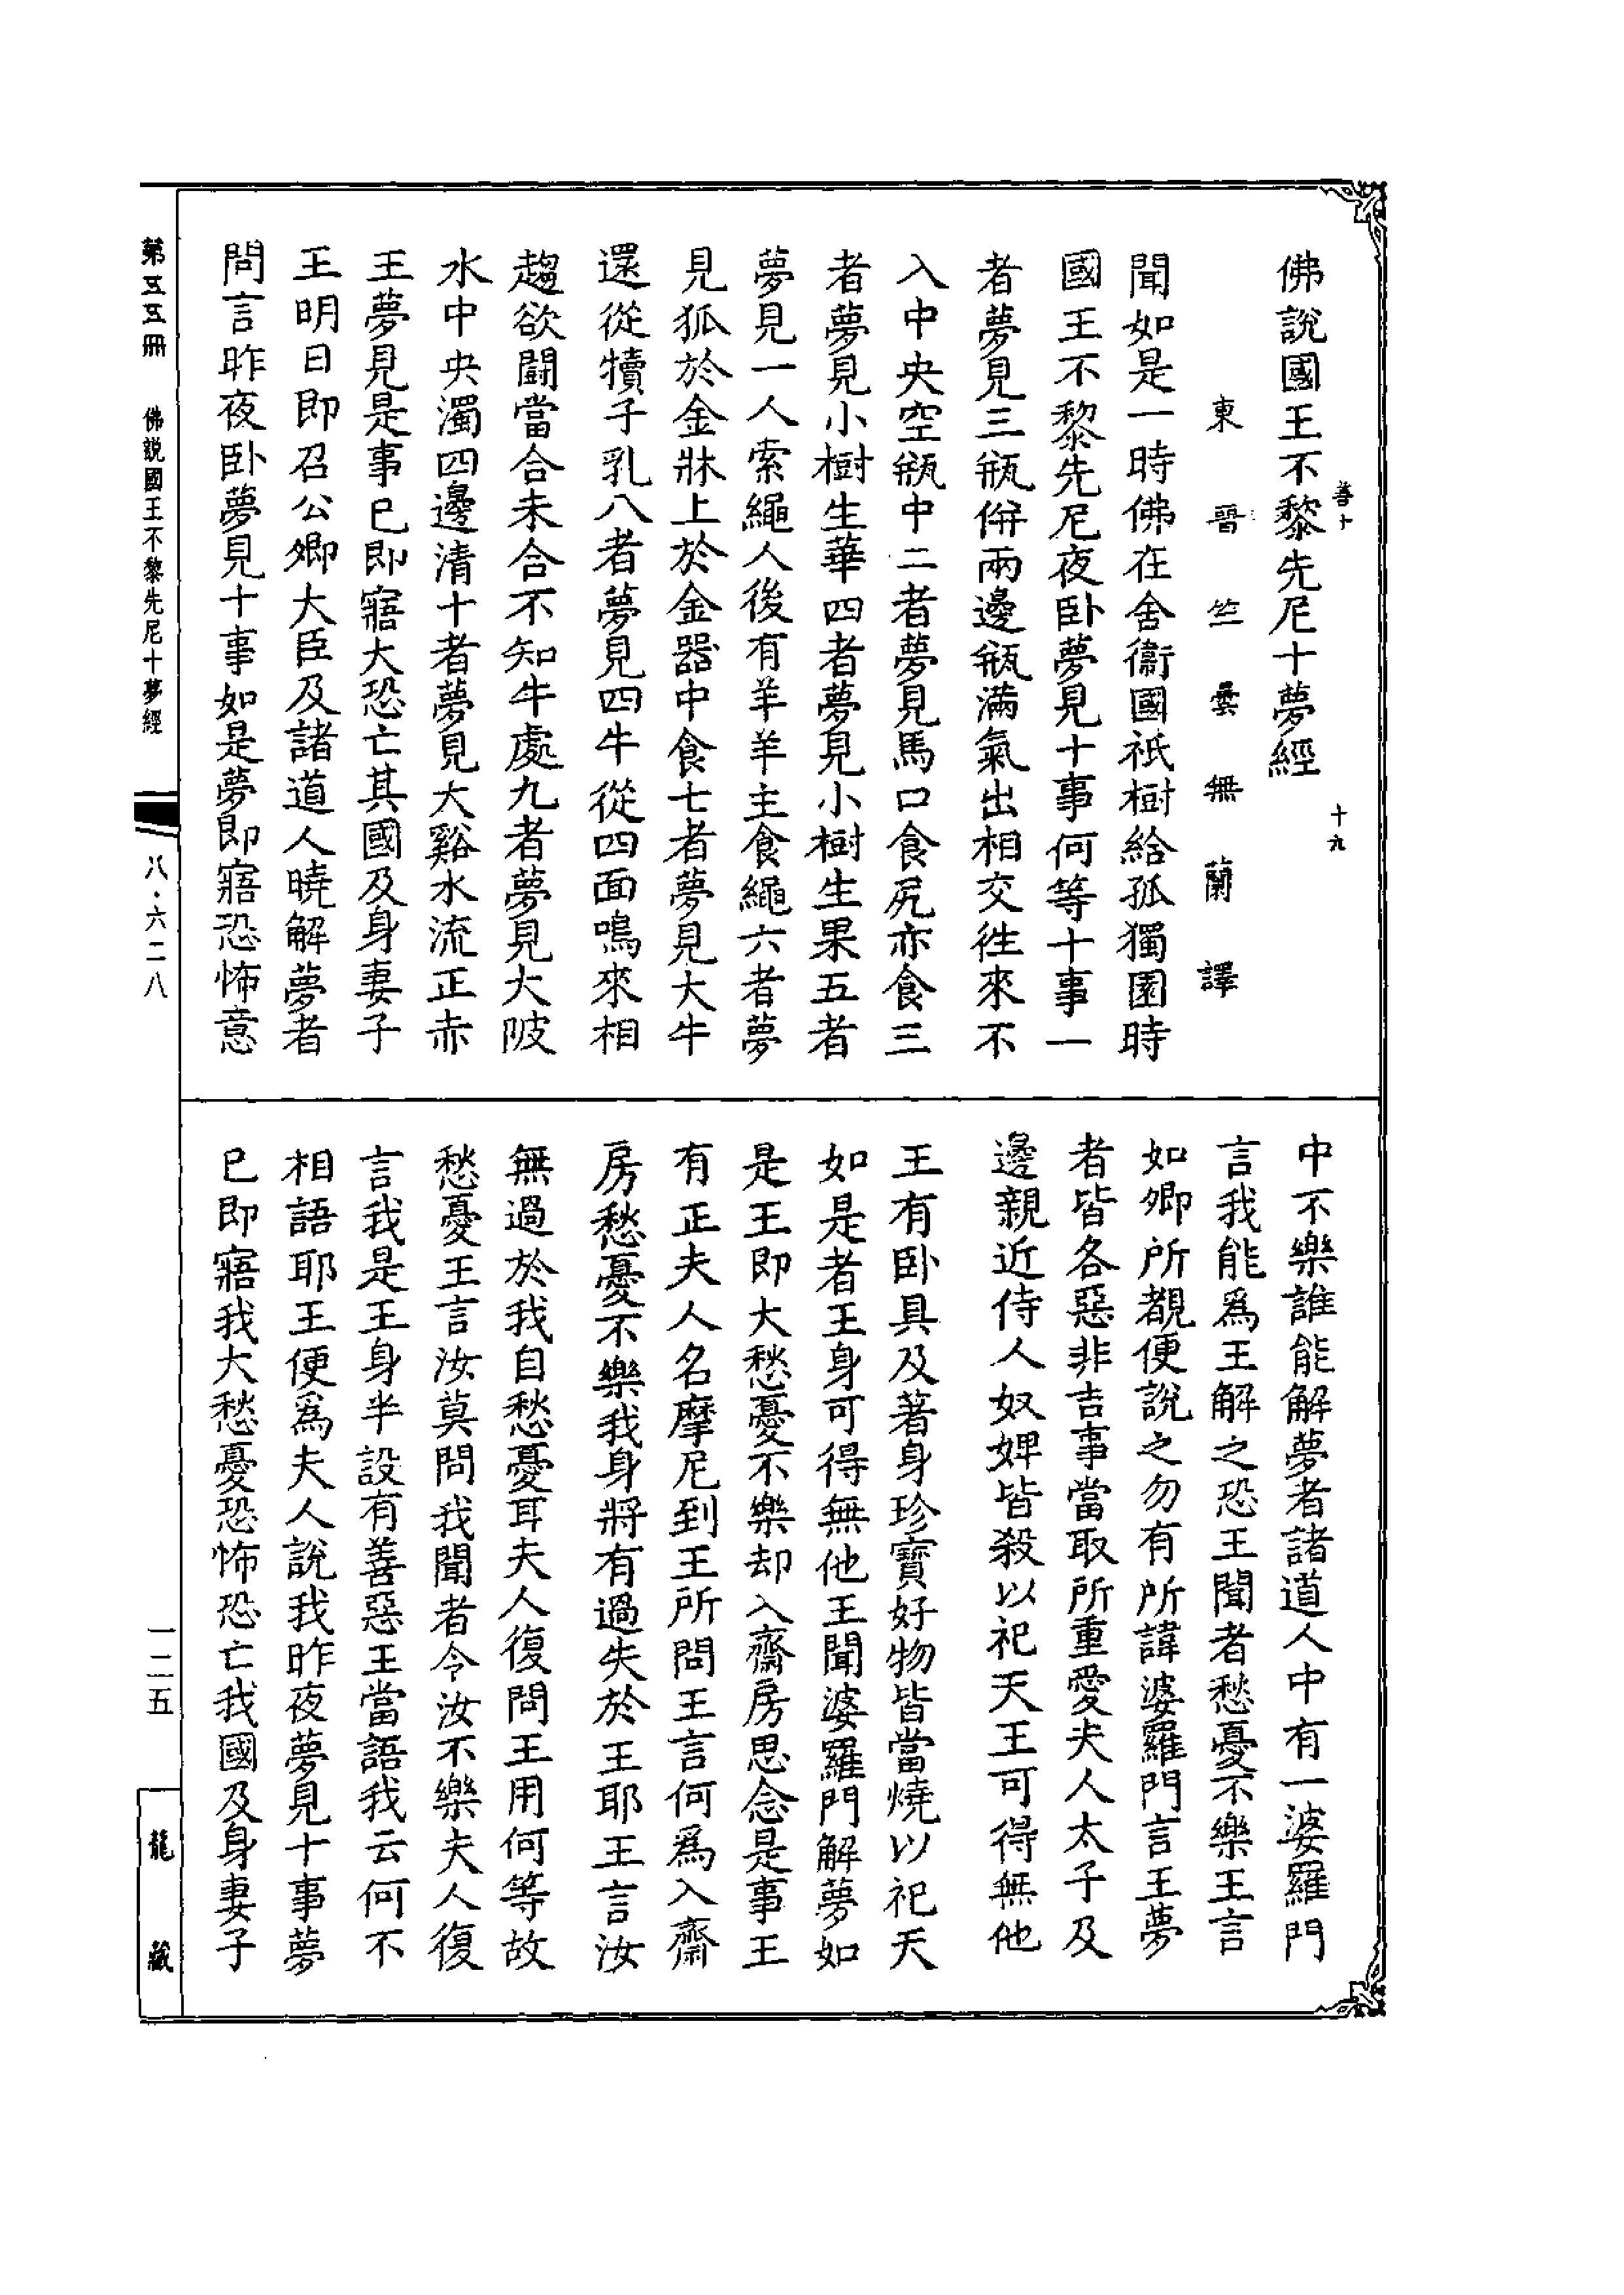 善十　十九
佛說國王不黎先尼十夢經
東晉竺曇無蘭譯
聞如是一時佛在舍衞國祇樹給孤獨園時
國王不黎先尼夜卧夢見十事何等十事一
者夢見三瓶併兩邊瓶滿氣出相交徃來不
入中央空瓶中二者夢見馬口食尻亦食三
者夢見小樹生華四者夢見小樹生果五者
夢見一人索繩人後有羊羊主食繩六者夢
見狐於金牀上於金器中食七者夢見大牛
還從犢子乳八者夢見四牛從四面鳴來相
趨欲鬪當合未合不知牛處九者夢見大陂
水中央濁四邊清十者夢見大谿水流正赤
王夢見是事已即寤大恐亡其國及身妻子
王明日即召公卿大臣及諸道人曉解夢者
問言昨夜卧夢見十事如是夢即寤恐怖意
中不樂誰能解夢者諸道人中有一婆羅門
言我能爲王解之恐王聞者愁憂不樂王言
如卿所覩便說之勿有所諱婆羅門言王夢
者皆各惡非吉事當取所重愛夫人太子及
邊親近侍人奴婢皆殺以祀天王可得無他
王有卧具及著身珍寶好物皆當燒以祀天
如是者王身可得無他王聞婆羅門解夢如
是王即大愁憂不樂却入齋房思念是事王
有正夫人名摩尼到王所問王言何爲入齋
房愁憂不樂我身將有過失於王耶王言汝
無過於我自愁憂耳夫人復問王用何等故
愁憂王言汝莫問我聞者令汝不樂夫人復
言我是王身半設有善惡王當語我云何不
相語耶王便爲夫人說我昨夜夢見十事夢
已即寤我大愁憂恐怖恐亡我國及身妻子
第五五冊　佛說國王不黎先尼十夢經　八·六二八
一二五
龍藏